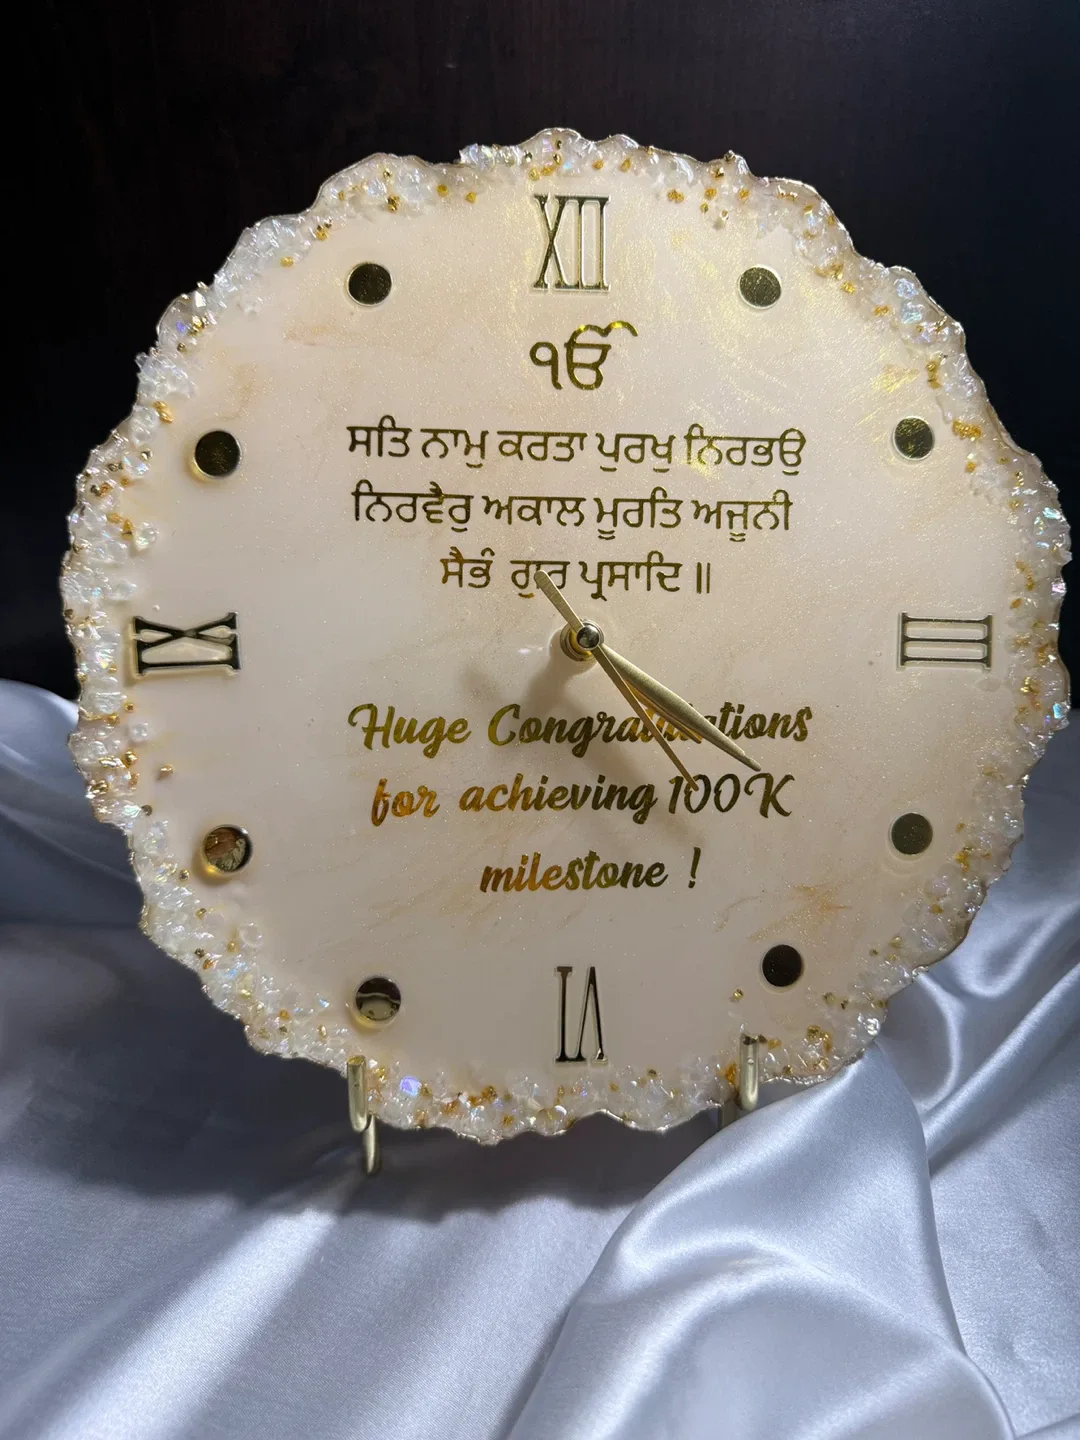 XII
ੴ
ਸਤਿ ਨਾਮੁ ਕਰਤਾ ਪੁਰਖੁ ਨਿਰਭਉ
ਨਿਰਵੈਰੁ ਅਕਾਲ ਮੂਰਤਿ ਅਜੂਨੀ
ਸੈਭੰ ਗੁਰ ਪ੍ਰਸਾਦਿ ॥
IX
III
Huge Congratulations
for achieving 100K
milestone !
VI